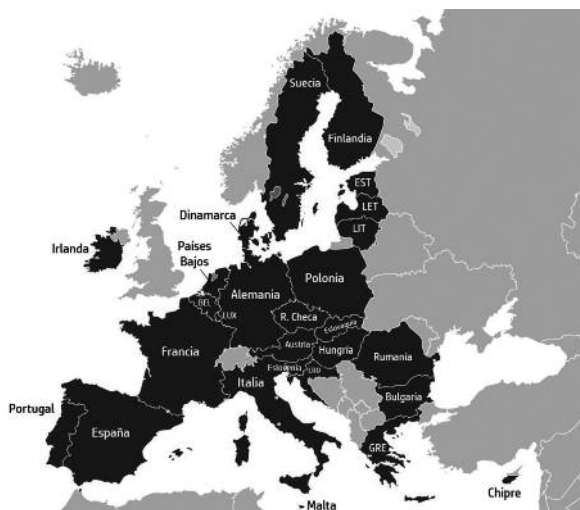 Suecia
Finlandia
EST
Dinamarca
LET
LIT
Irlanda
Países
Bajos
Polonia
Alemania
BEL
LUX
R. Checa
Eslovaquia
Francia
Austria
Hungría
Rumania
Eslovenia
CRO
Italia
Bulgaria
Portugal
España
GRE
Chipre
Malta